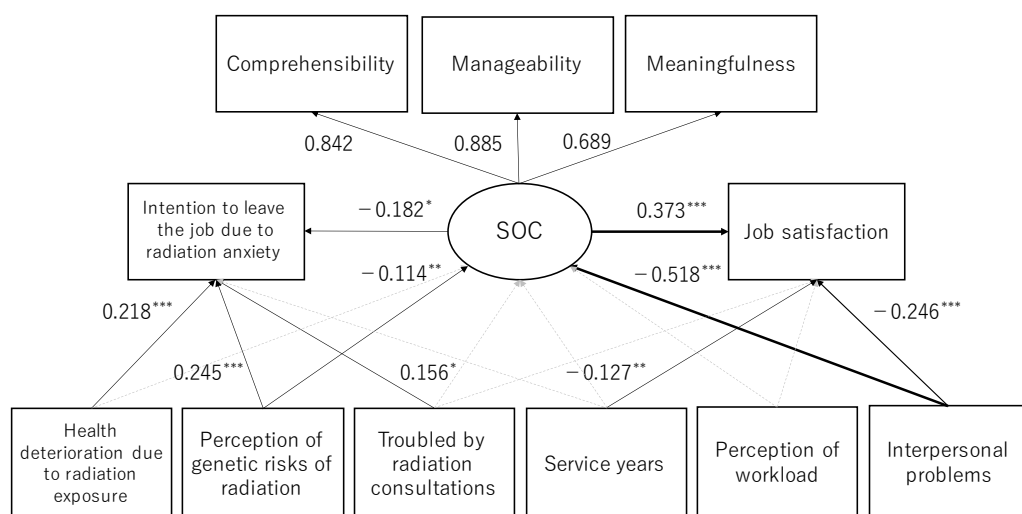 Comprehensibility
Manageability
Meaningfulness
0.842
0.885
0.689
Intention to leave
the job due to
radiation anxiety
－0.182*
SOC
0.373***
Job satisfaction
－0.114**
－0.518***
0.218***
－0.246***
0.245***
0.156*
－0.127**
Health
deterioration due
to radiation
exposure
Perception of
genetic risks of
radiation
Troubled by
radiation
consultations
Service years
Perception of
workload
Interpersonal
problems